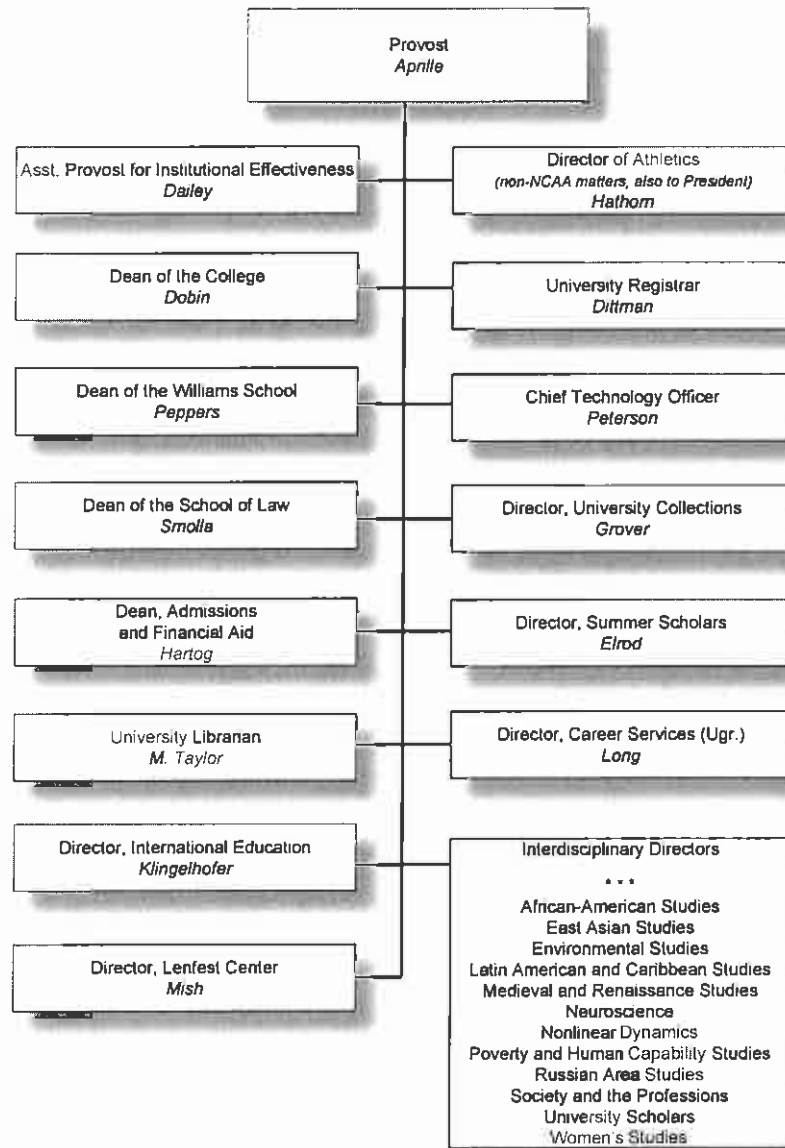 Provost
Aprille
Asst. Provost for Institutional Effectiveness
Dailey
Director of Athletics
(non-NCAA matters, also to President)
Hathorn
Dean of the College
Dobin
University Registrar
Dittman
Dean of the Williams School
Peppers
Chief Technology Officer
Peterson
Dean of the School of Law
Smolla
Director, University Collections
Grover
Dean, Admissions
and Financial Aid
Hartog
Director, Summer Scholars
Elrod
University Librarian
M. Taylor
Director, Career Services (Ugr.)
Long
Director, International Education
Klingelhofer
Director, Lenfest Center
Mish
Interdisciplinary Directors
* * *
African-American Studies
East Asian Studies
Environmental Studies
Latin American and Caribbean Studies
Medieval and Renaissance Studies
Neuroscience
Nonlinear Dynamics
Poverty and Human Capability Studies
Russian Area Studies
Society and the Professions
University Scholars
Women's Studies